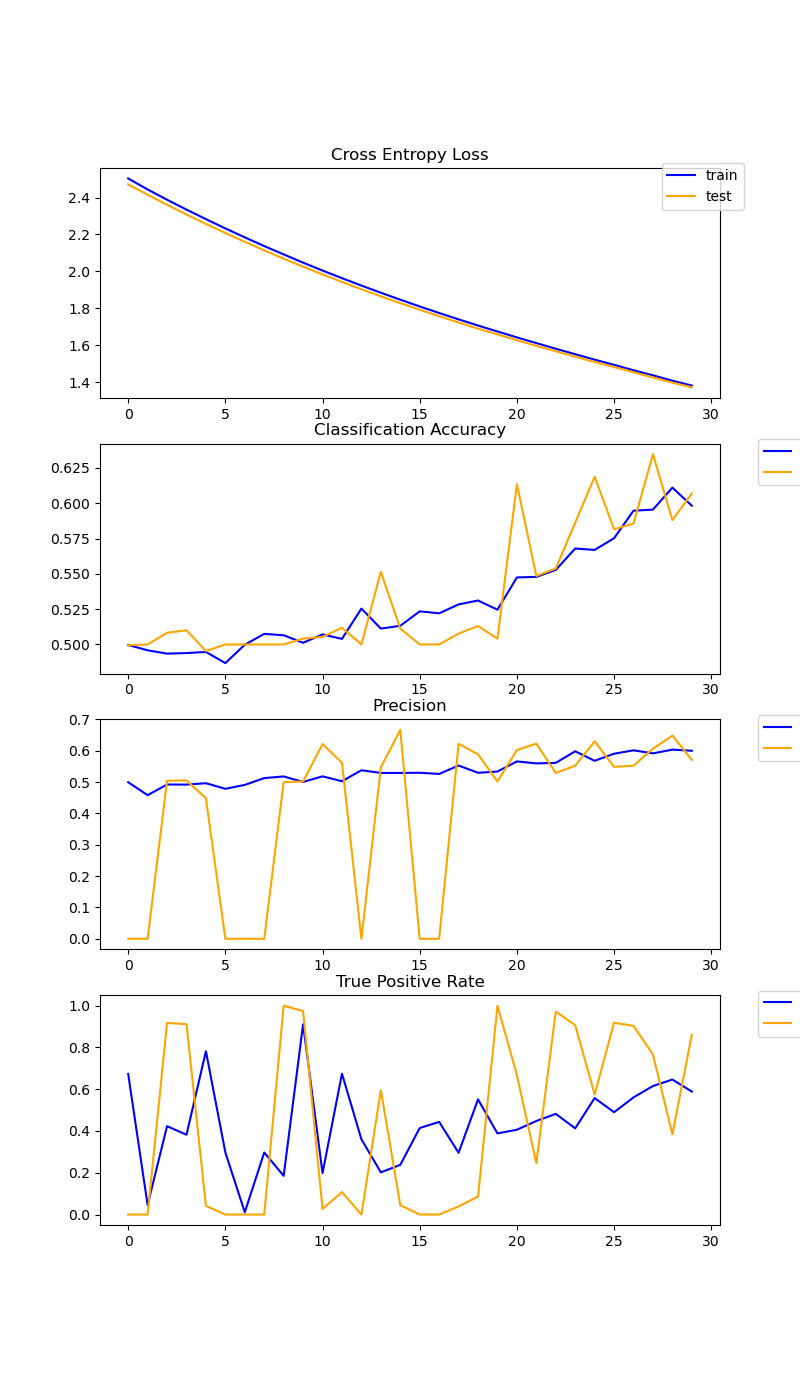 Cross Entropy Loss
train
test
2.4
2.2
2.0
1.8
1.6
1.4
0 5 10 15 20 25 30
Classification Accuracy
0.625
0.600
0.575
0.550
0.525
0.500
0 5 10 15 20 25 30
Precision
0.7
0.6
0.5
0.4
0.3
0.2
0.1
0.0
0 5 10 15 20 25 30
True Positive Rate
1.0
0.8
0.6
0.4
0.2
0.0
0 5 10 15 20 25 30